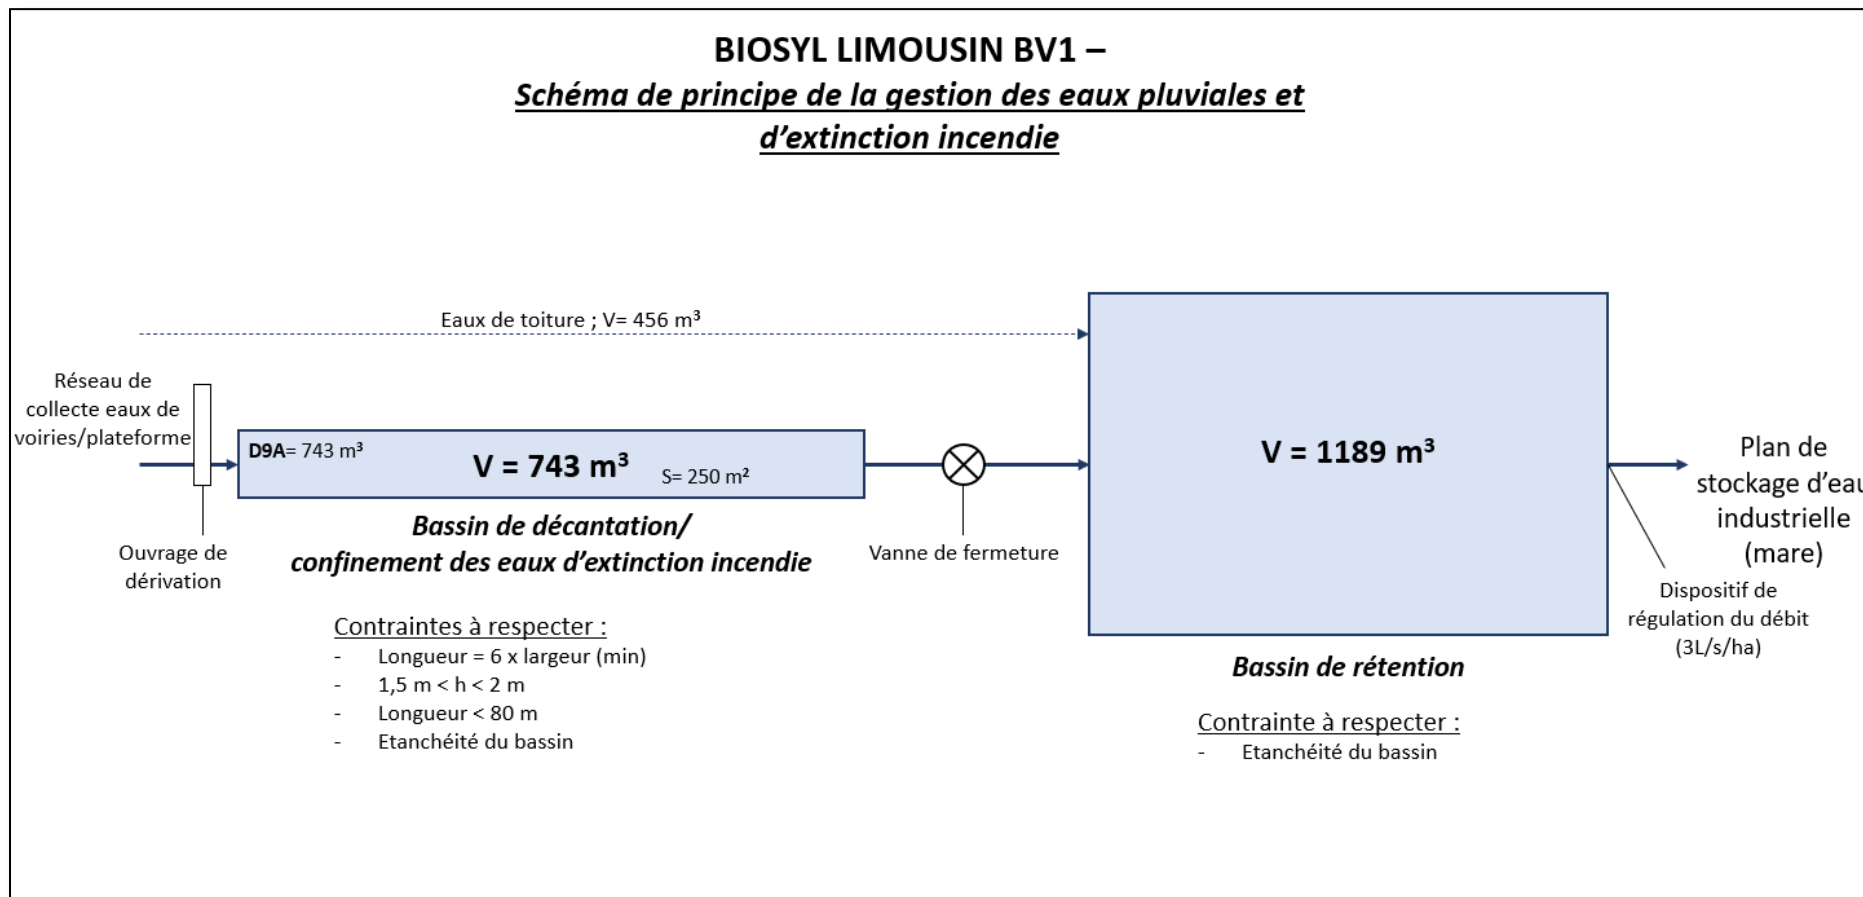 BIOSYL LIMOUSIN BV1 –
Schéma de principe de la gestion des eaux pluviales et
d’extinction incendie
Eaux de toiture ; V= 456 m³
Réseau de
collecte eaux de
voiries/plateforme
D9A= 743 m³
V = 743 m³
S= 250 m²
V = 1189 m³
Plan de
stockage d’eau
industrielle
(mare)
Bassin de décantation/
confinement des eaux d’extinction incendie
Ouvrage de
dérivation
Vanne de fermeture
Dispositif de
régulation du débit
(3L/s/ha)
Contraintes à respecter :
- Longueur = 6 x largeur (min)
- 1,5 m < h < 2 m
- Longueur < 80 m
- Etanchéité du bassin
Bassin de rétention
Contrainte à respecter :
- Etanchéité du bassin